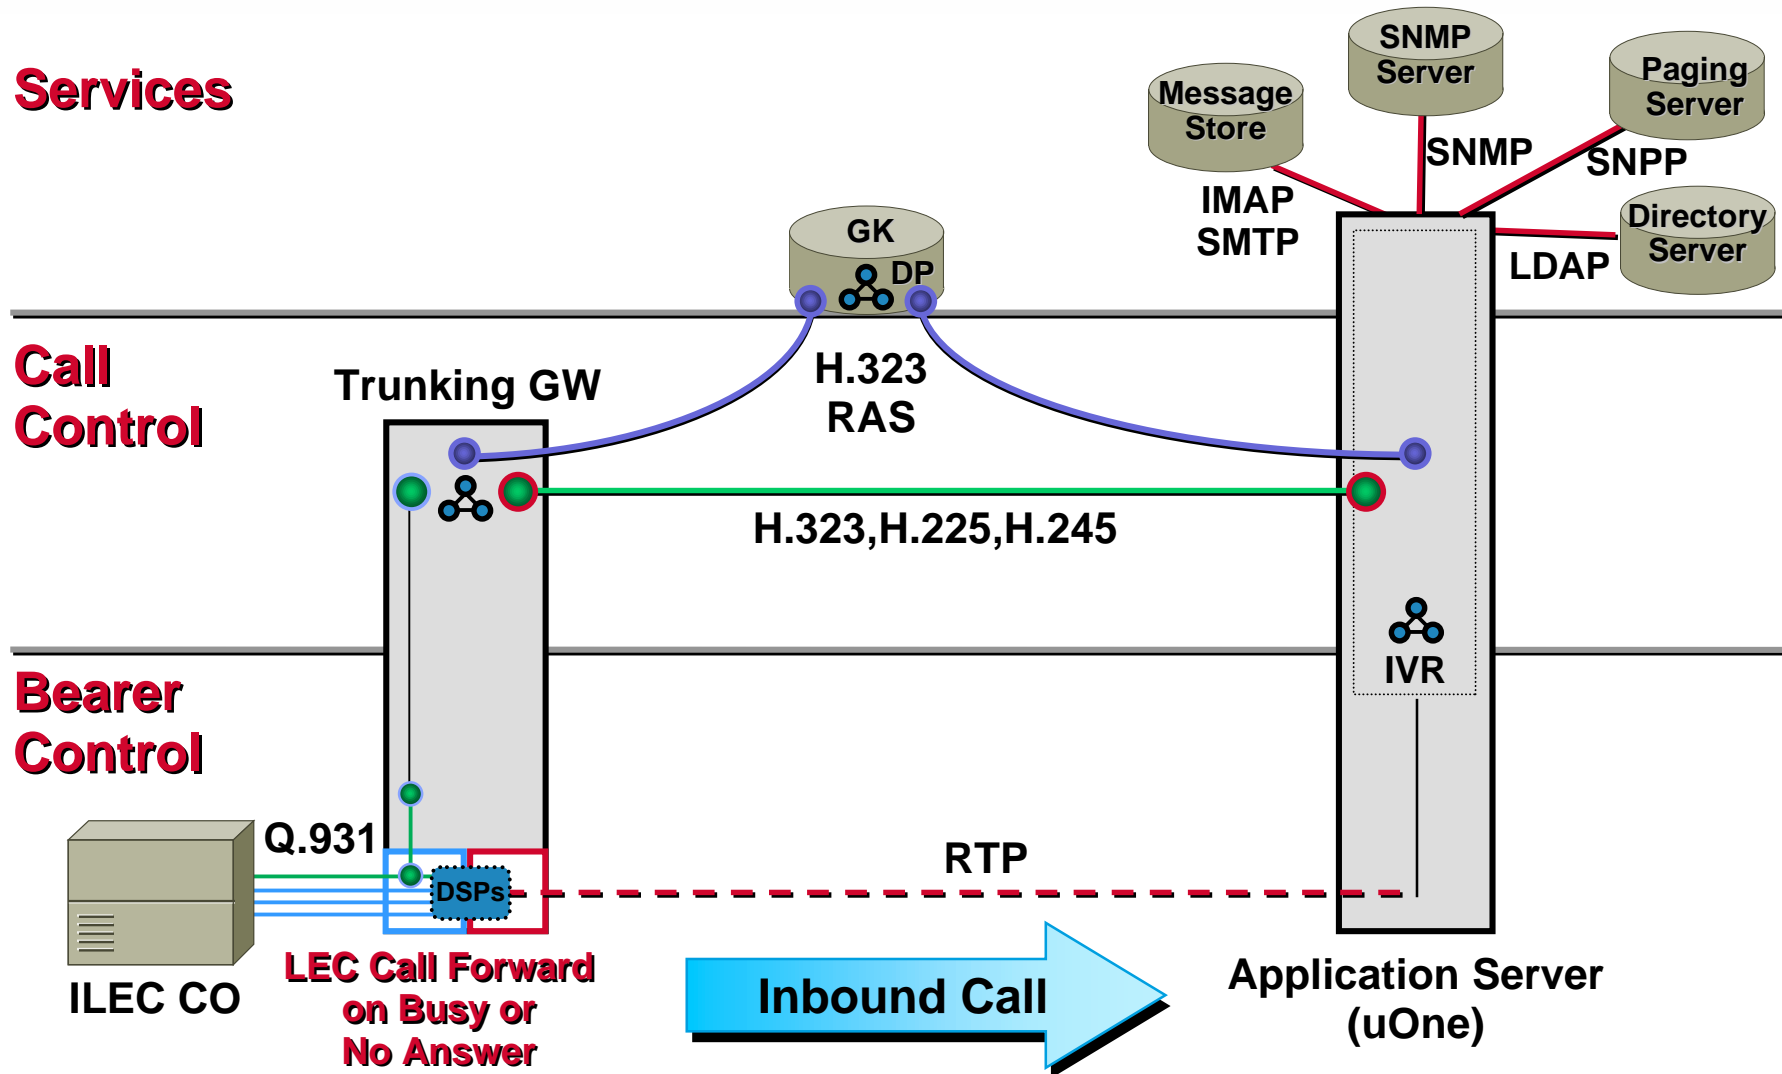 Services
SNMP
Server
Paging
Server
Message
Store
SNMP
SNPP
IMAP
SMTP
Directory
Server
LDAP
GK
DP
Call
Control
H.323
RAS
Trunking GW
H.323,H.225,H.245
IVR
Bearer
Control
Q.931
RTP
DSPs
ILEC CO
LEC Call Forward
on Busy or
No Answer
Inbound Call
Application Server
(uOne)